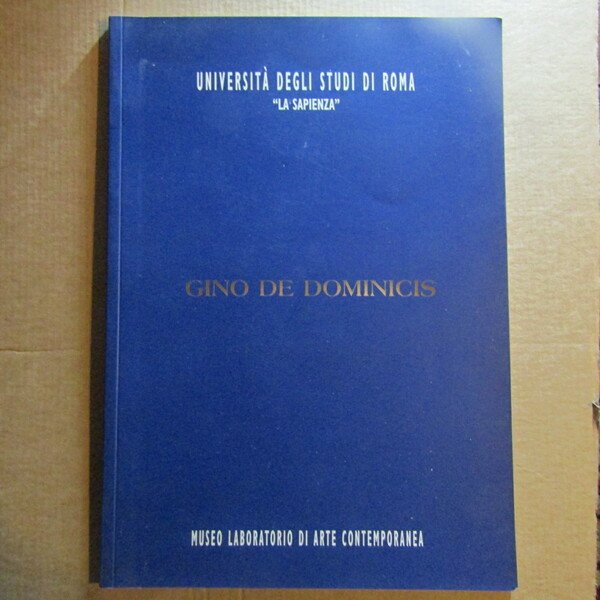 UNIVERSITÀ DEGLI STUDI DI ROMA
“LA SAPIENZA”
GINO DE DOMINICIS
MUSEO LABORATORIO DI ARTE CONTEMPORANEA